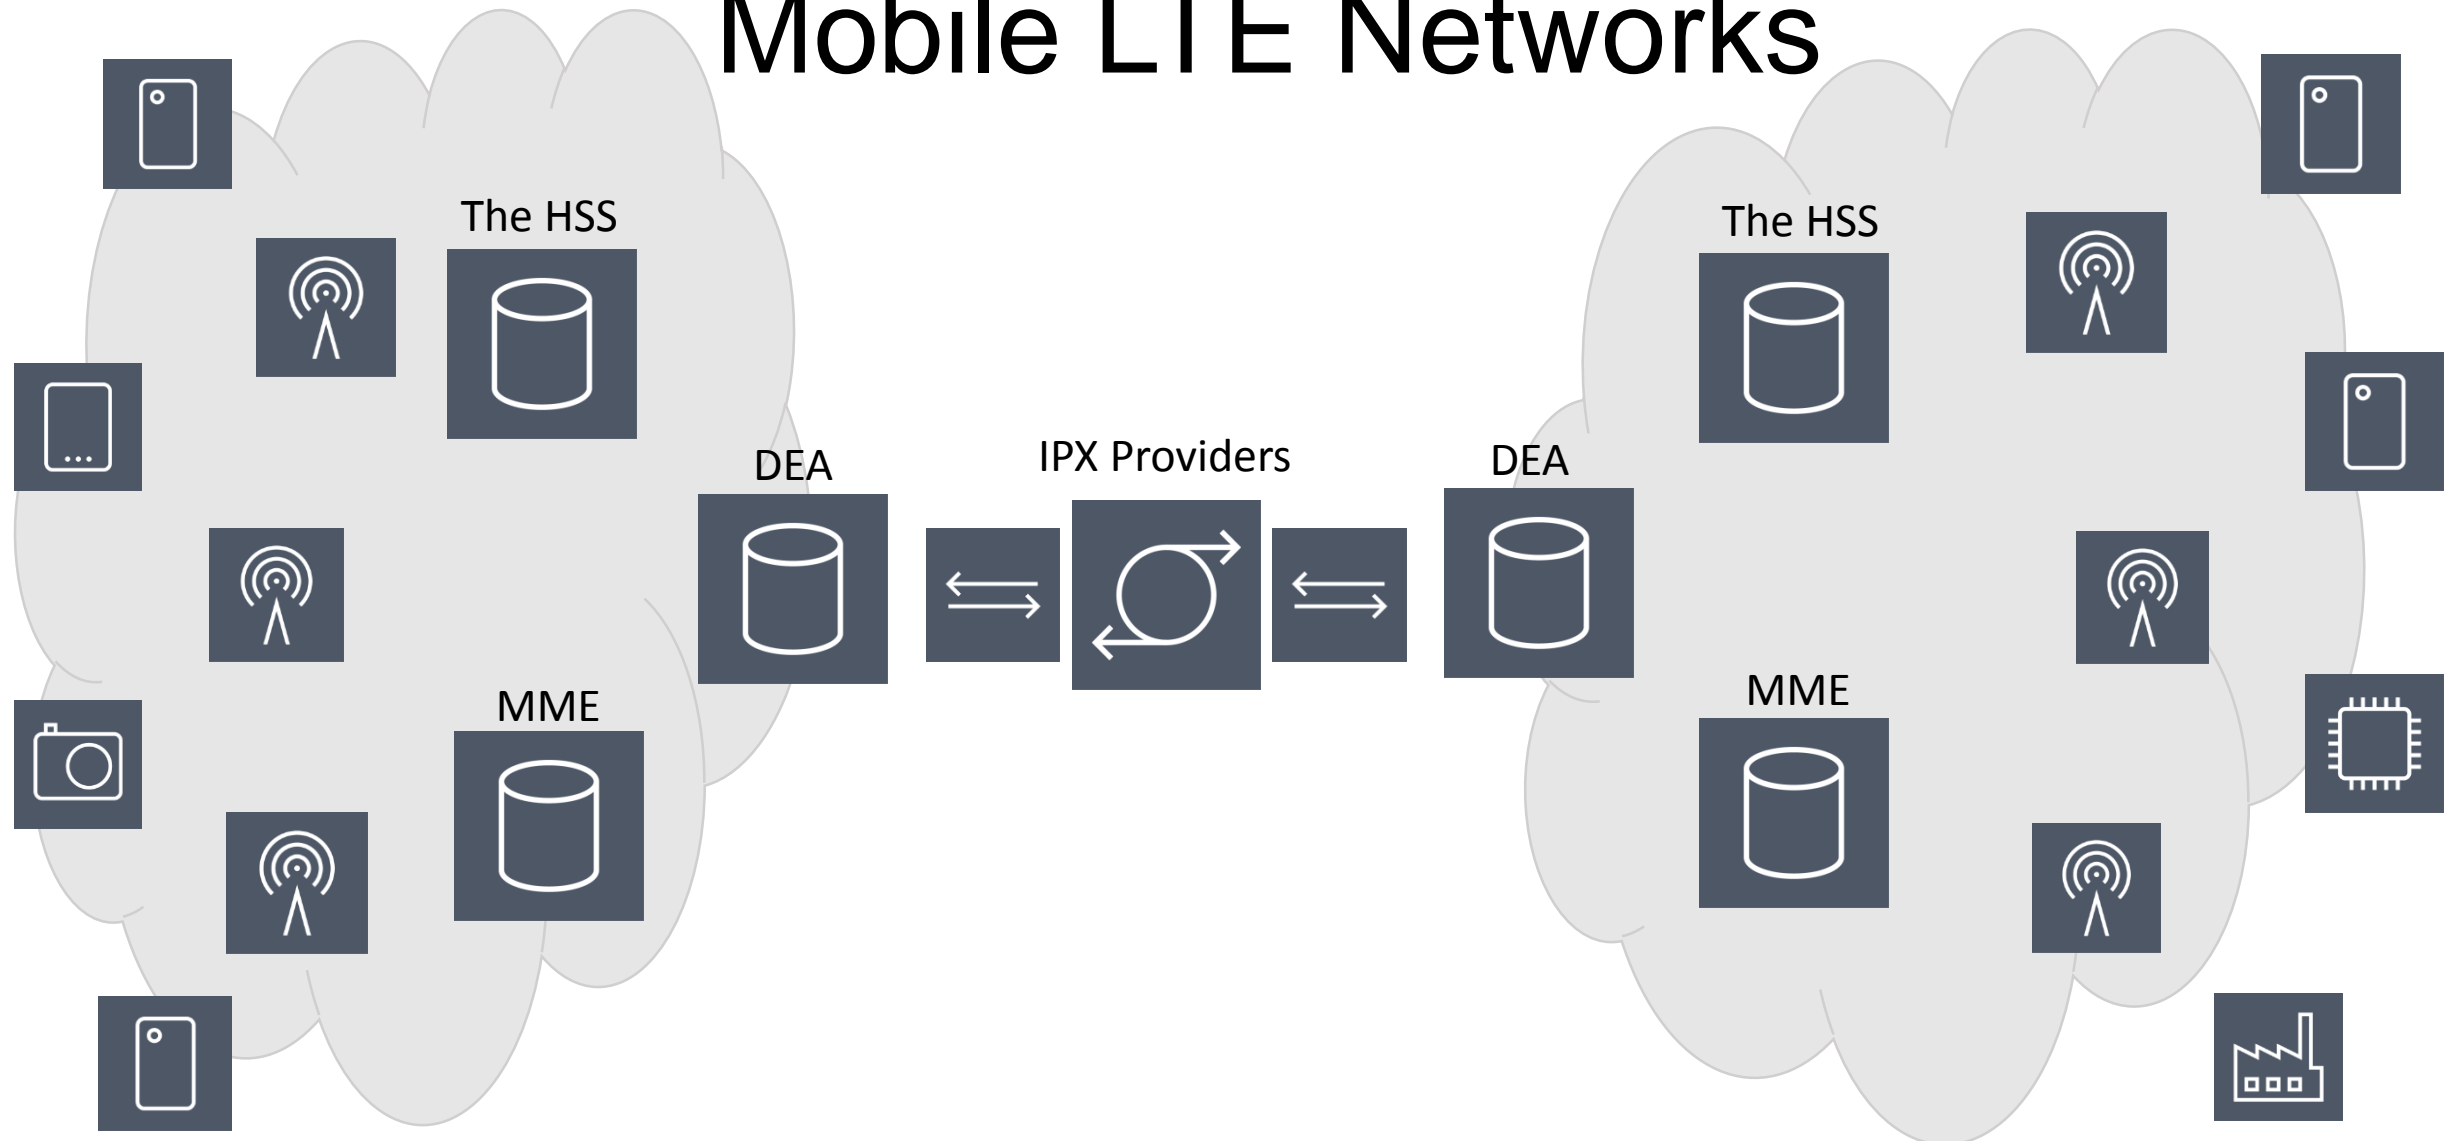 Mobile LTE Networks
The HSS
The HSS
DEA
IPX Providers
DEA
MME
MME